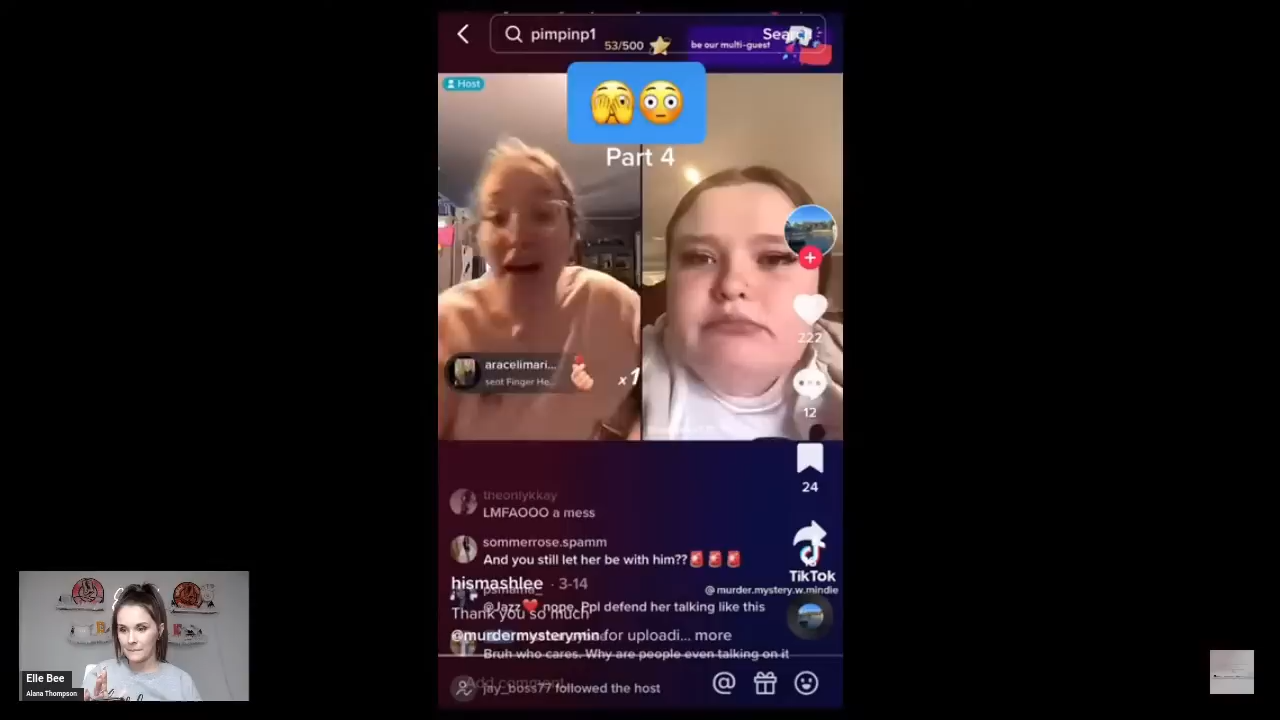 pimpinp1
Search
53/500
be our multi-guest
Host
Part 4
aracelimari...
sent Finger He...
x1
222
12
24
theonlykkay
LMFAOOO a mess
sommerrose.spamm
And you still let her be with him??
hismashlee · 3-14
TikTok
@murder.mystery.w.mindie
@Jazz❤️ nope. Ppl defend her talking like this
Thank you so much
@murdermysterymin for uploadi... more
Bruh who cares. Why are people even talking on it
Add comment...
jay_boss77 followed the host
Elle Bee
Alana Thompson